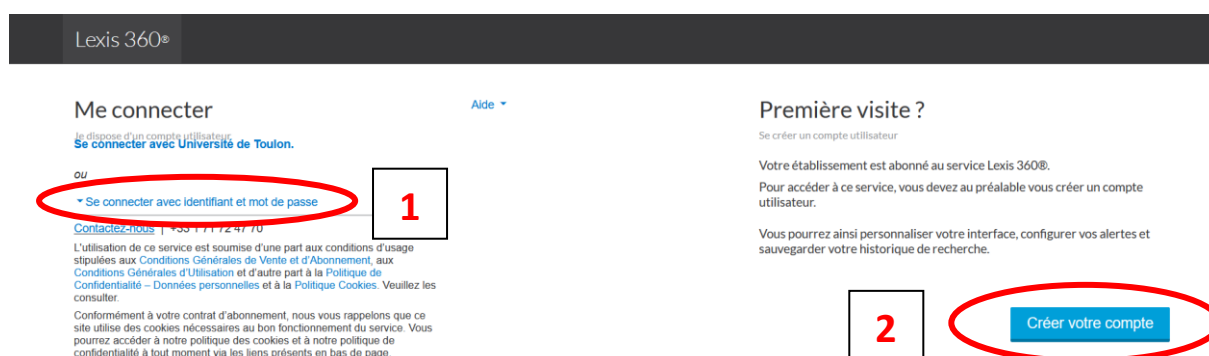 Lexis 360®
Me connecter
Aide
Je dispose d'un compte utilisateur.
Se connecter avec Université de Toulon.
ou
Se connecter avec identifiant et mot de passe
1
Contactez-nous | +33 1 71 72 47 70
L'utilisation de ce service est soumise d'une part aux conditions d'usage
stipulées aux Conditions Générales de Vente et d'Abonnement, aux
Conditions Générales d'Utilisation et d'autre part à la Politique de
Confidentialité – Données personnelles et à la Politique Cookies. Veuillez les
consulter.
Conformément à votre contrat d'abonnement, nous vous rappelons que ce
site utilise des cookies nécessaires au bon fonctionnement du service. Vous
pourrez accéder à notre politique des cookies et à notre politique de
confidentialité à tout moment via les liens présents en bas de page.
Première visite ?
Se créer un compte utilisateur
Votre établissement est abonné au service Lexis 360®.
Pour accéder à ce service, vous devez au préalable vous créer un compte
utilisateur.
Vous pourrez ainsi personnaliser votre interface, configurer vos alertes et
sauvegarder votre historique de recherche.
2
Créer votre compte